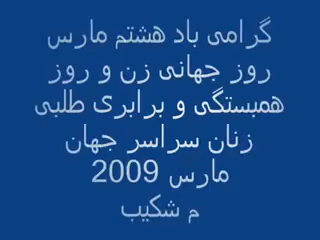 گرامی باد هشتم مارس
روز جهانی زن و روز
همبستگی و برابری طلبی
زنان سراسر جهان
مارس 2009
م شکیب